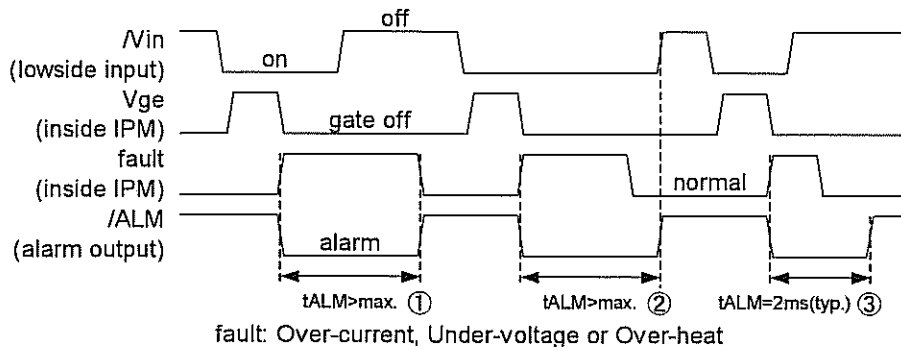 off
/Vin
(lowside input)
on
Vge
(inside IPM)
gate off
fault
(inside IPM)
normal
/ALM
(alarm output)
alarm
tALM>max. ①
tALM>max. ②
tALM=2ms(typ.) ③
fault: Over-current, Under-voltage or Over-heat